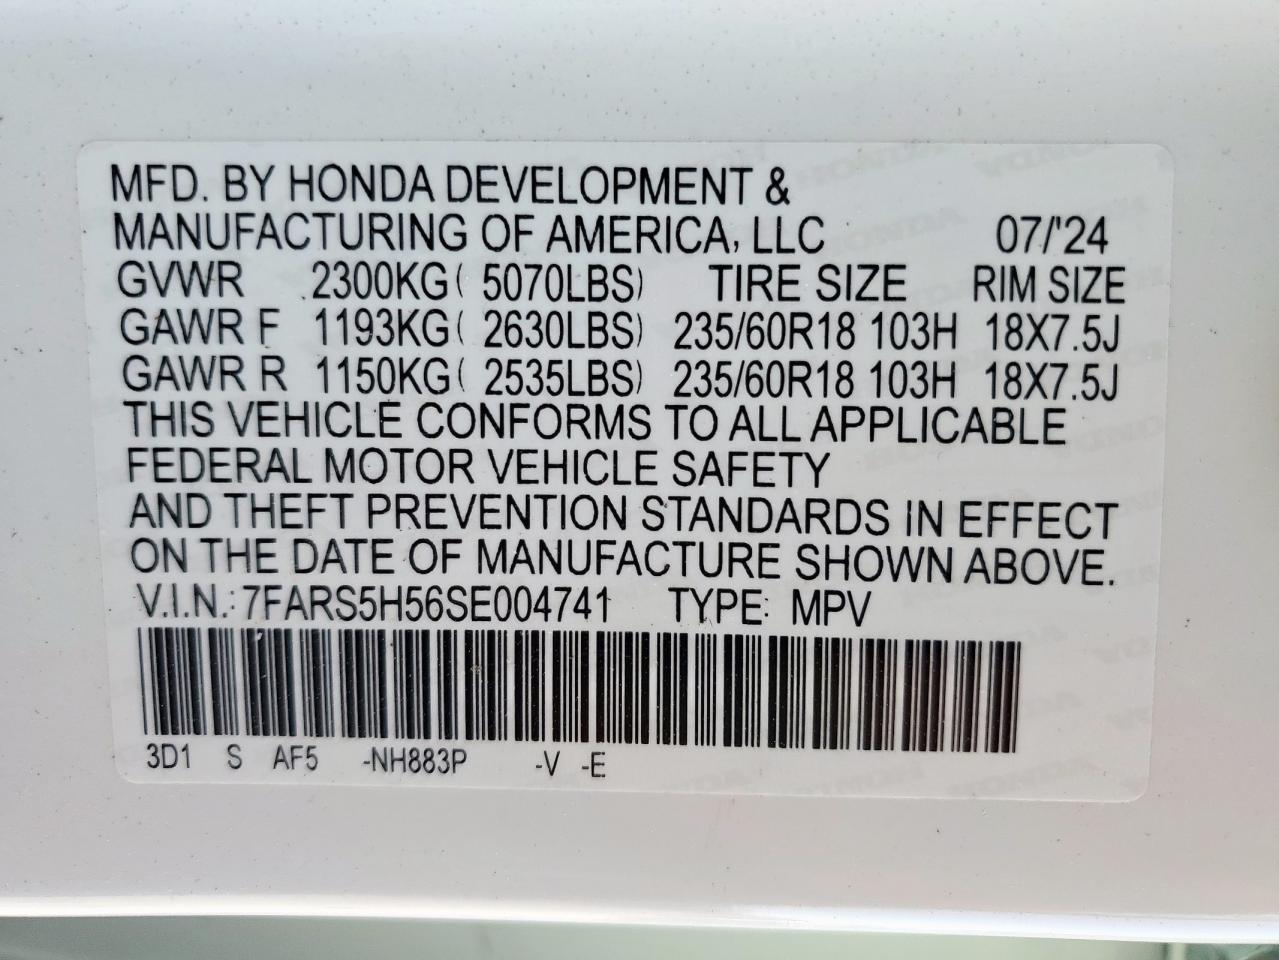 MFD. BY HONDA DEVELOPMENT &
MANUFACTURING OF AMERICA, LLC 07/'24
GVWR 2300KG( 5070LBS) TIRE SIZE RIM SIZE
GAWR F 1193KG( 2630LBS) 235/60R18 103H 18X7.5J
GAWR R 1150KG( 2535LBS) 235/60R18 103H 18X7.5J
THIS VEHICLE CONFORMS TO ALL APPLICABLE
FEDERAL MOTOR VEHICLE SAFETY
AND THEFT PREVENTION STANDARDS IN EFFECT
ON THE DATE OF MANUFACTURE SHOWN ABOVE.
V.I.N.: 7FARS5H56SE004741 TYPE: MPV
3D1 S AF5 -NH883P -V -E